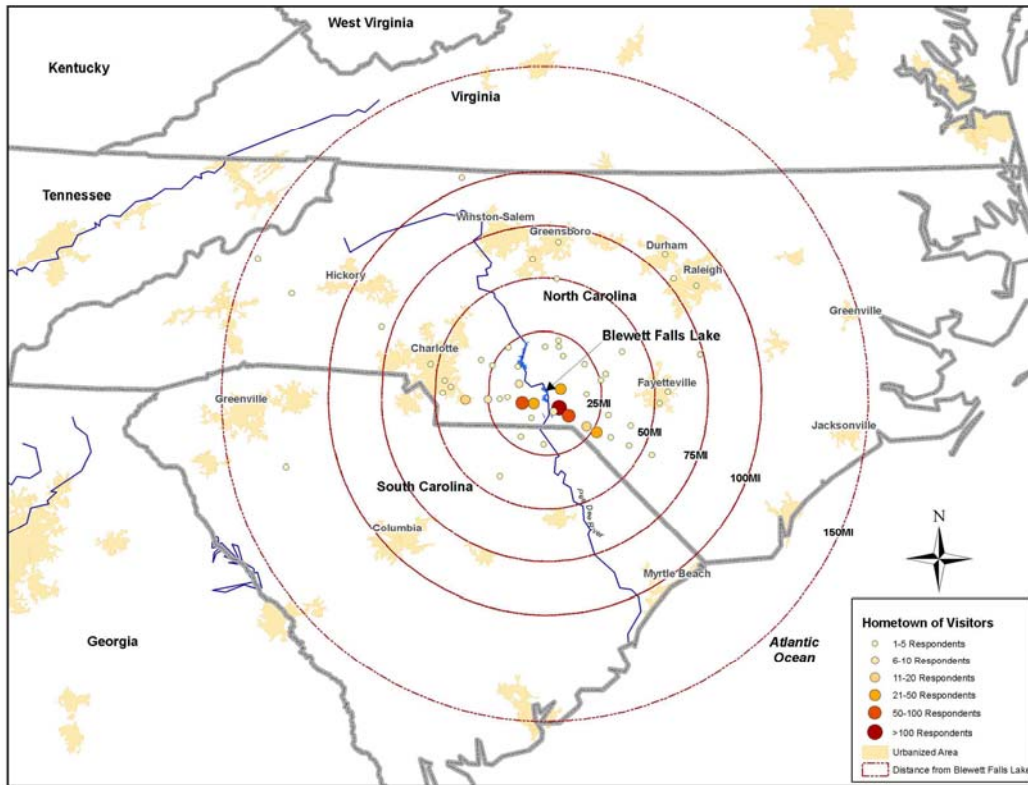 West Virginia
Kentucky
Virginia
Tennessee
Winston-Salem
Greensboro
Durham
Hickory
Raleigh
North Carolina
Greenville
Blewett Falls Lake
Charlotte
Fayetteville
Greenville
25MI
Jacksonville
50MI
75MI
100MI
South Carolina
Pee Dee River
Columbia
150MI
N
Myrtle Beach
Georgia
Atlantic
Ocean
Hometown of Visitors
1-5 Respondents
6-10 Respondents
11-20 Respondents
21-50 Respondents
50-100 Respondents
>100 Respondents
Urbanized Area
Distance from Blewett Falls Lake